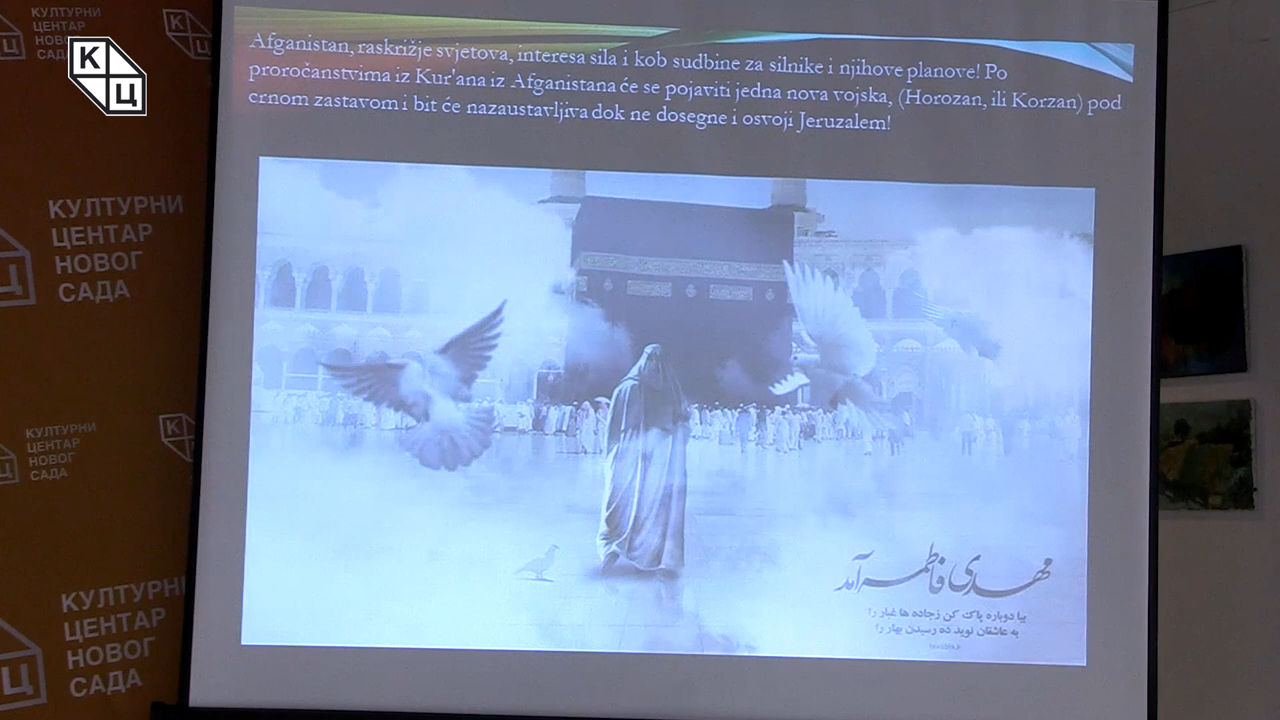 КУЛТУРНИ
ЦЕНТАР
НОВОГ
САДА
К
Ц
Afganistan, raskrižje svjetova, interesa sila i kob sudbine za silnike i njihove planove! Po
proročanstvima iz Kur'ana iz Afganistana će se pojaviti jedna nova vojska, (Horozan, ili Korzan) pod
crnom zastavom i bit će nazaustavljiva dok ne dosegne i osvoji Jeruzalem!
КУЛТУРНИ
ЦЕНТАР
НОВОГ
САДА
Ц
КУЛТУРНИ
ЦЕНТАР
НОВОГ
САДА
К
Ц
КУЛТУРНИ
ЦЕНТАР
НОВОГ
САДА
Ц
مهدی فاطمه آمد
بیا دوباره پاک کن زجاده ها غبار را
به عاشقان نوید ده رسیدن بهار را